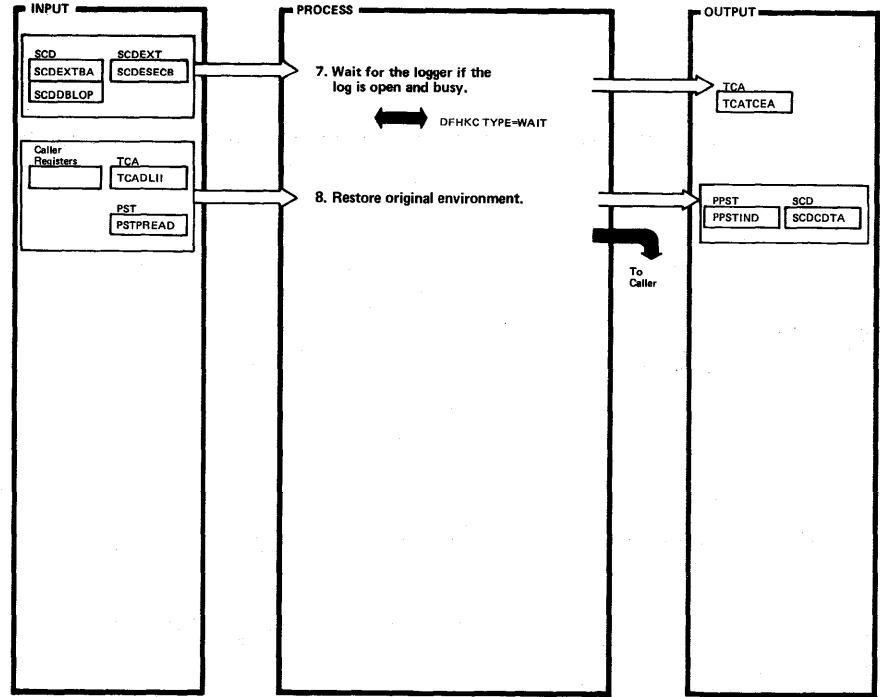 INPUT
PROCESS
OUTPUT
SCD
SCDEXT
SCDEXTBA
SCDESECB
SCDDBLOP
7. Wait for the logger if the
log is open and busy.
DFHKC TYPE=WAIT
TCA
TCATCEA
Caller
Registers
TCA
TCADLII
PST
PSTPREAD
8. Restore original environment.
PPST
SCD
PPSTIND
SCDCDTA
To
Caller